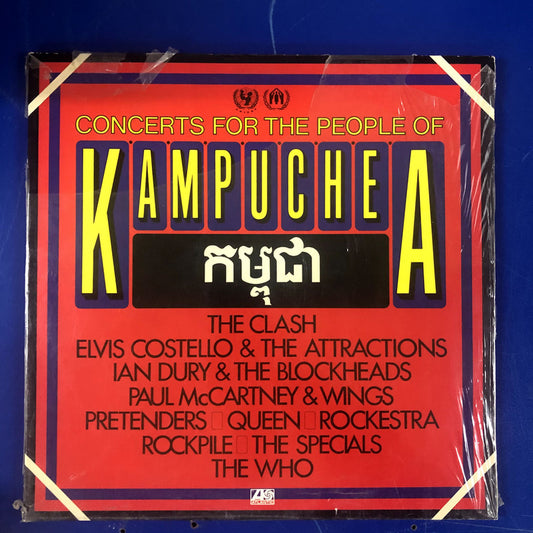 CONCERTS FOR THE PEOPLE OF
KAMPUCHEA
កម្ពុជា
THE CLASH
ELVIS COSTELLO & THE ATTRACTIONS
IAN DURY & THE BLOCKHEADS
PAUL McCARTNEY & WINGS
PRETENDERS QUEEN ROCKESTRA
ROCKPILE THE SPECIALS
THE WHO
ATLANTIC